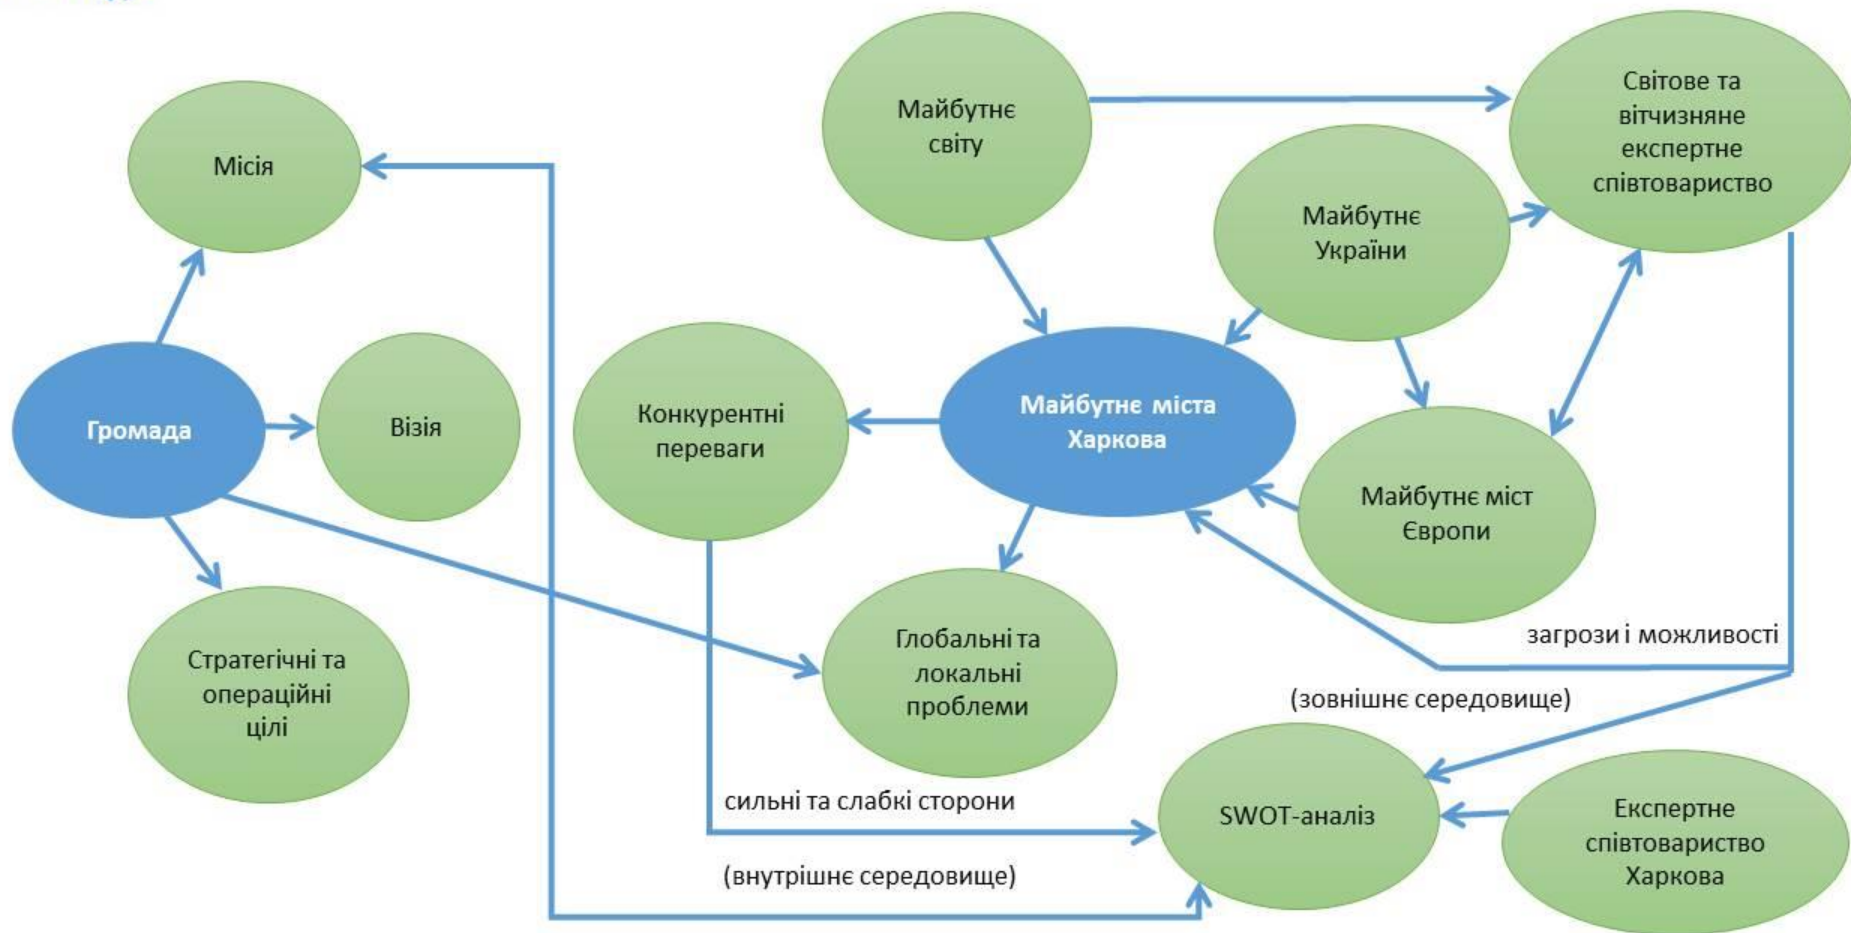 Майбутнє
світу
Світове та
вітчизняне
експертне
співтовариство
Місія
Майбутнє
України
Громада
Візія
Конкурентні
переваги
Майбутнє міста
Харкова
Майбутнє міст
Європи
Стратегічні та
операційні
цілі
Глобальні та
локальні
проблеми
загрози і можливості
(зовнішнє середовище)
сильні та слабкі сторони
(внутрішнє середовище)
SWOT-аналіз
Експертне
співтовариство
Харкова